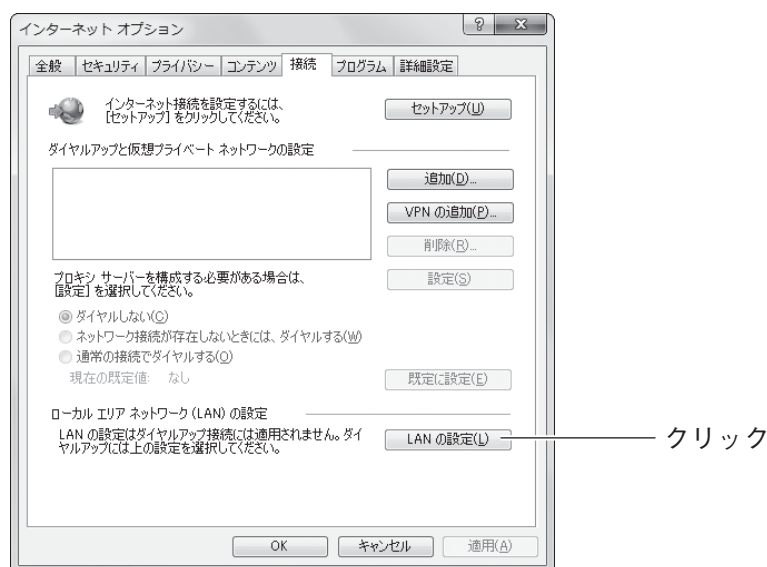 インターネット オプション
全般 セキュリティ プライバシー コンテンツ 接続 プログラム 詳細設定
インターネット接続を設定するには、
[セットアップ] をクリックしてください。
セットアップ(U)
ダイヤルアップと仮想プライベート ネットワークの設定
追加(D)...
VPN の追加(P)...
削除(R)...
プロキシ サーバーを構成する必要がある場合は、
[設定] を選択してください。
設定(S)
ダイヤルしない(C)
ネットワーク接続が存在しないときには、ダイヤルする(W)
通常の接続でダイヤルする(O)
現在の既定値: なし
既定に設定(E)
ローカル エリア ネットワーク (LAN) の設定
LAN の設定はダイヤルアップ接続には適用されません。ダイ
ヤルアップには上の設定を選択してください。
LAN の設定(L)
クリック
OK キャンセル 適用(A)